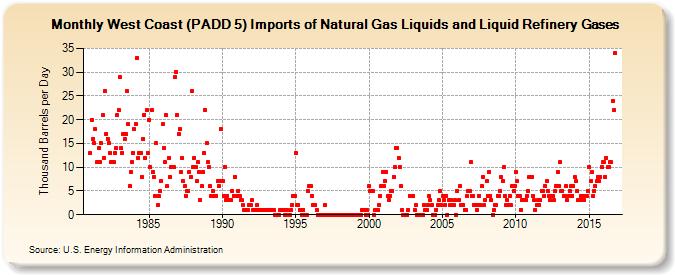 Monthly West Coast (PADD 5) Imports of Natural Gas Liquids and Liquid Refinery Gases
Thousand Barrels per Day
35
30
25
20
15
10
5
0
1985 1990 1995 2000 2005 2010 2015
Source: U.S. Energy Information Administration